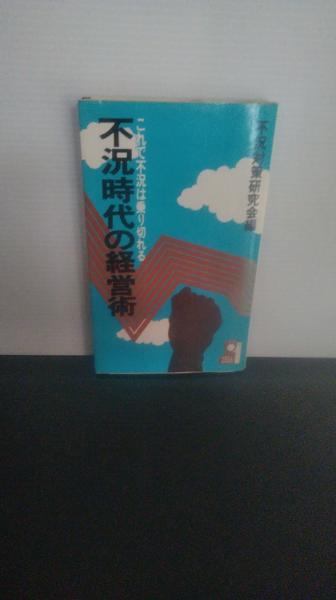 不況対策研究会編
これで不況は乗り切れる
不況時代の経営術